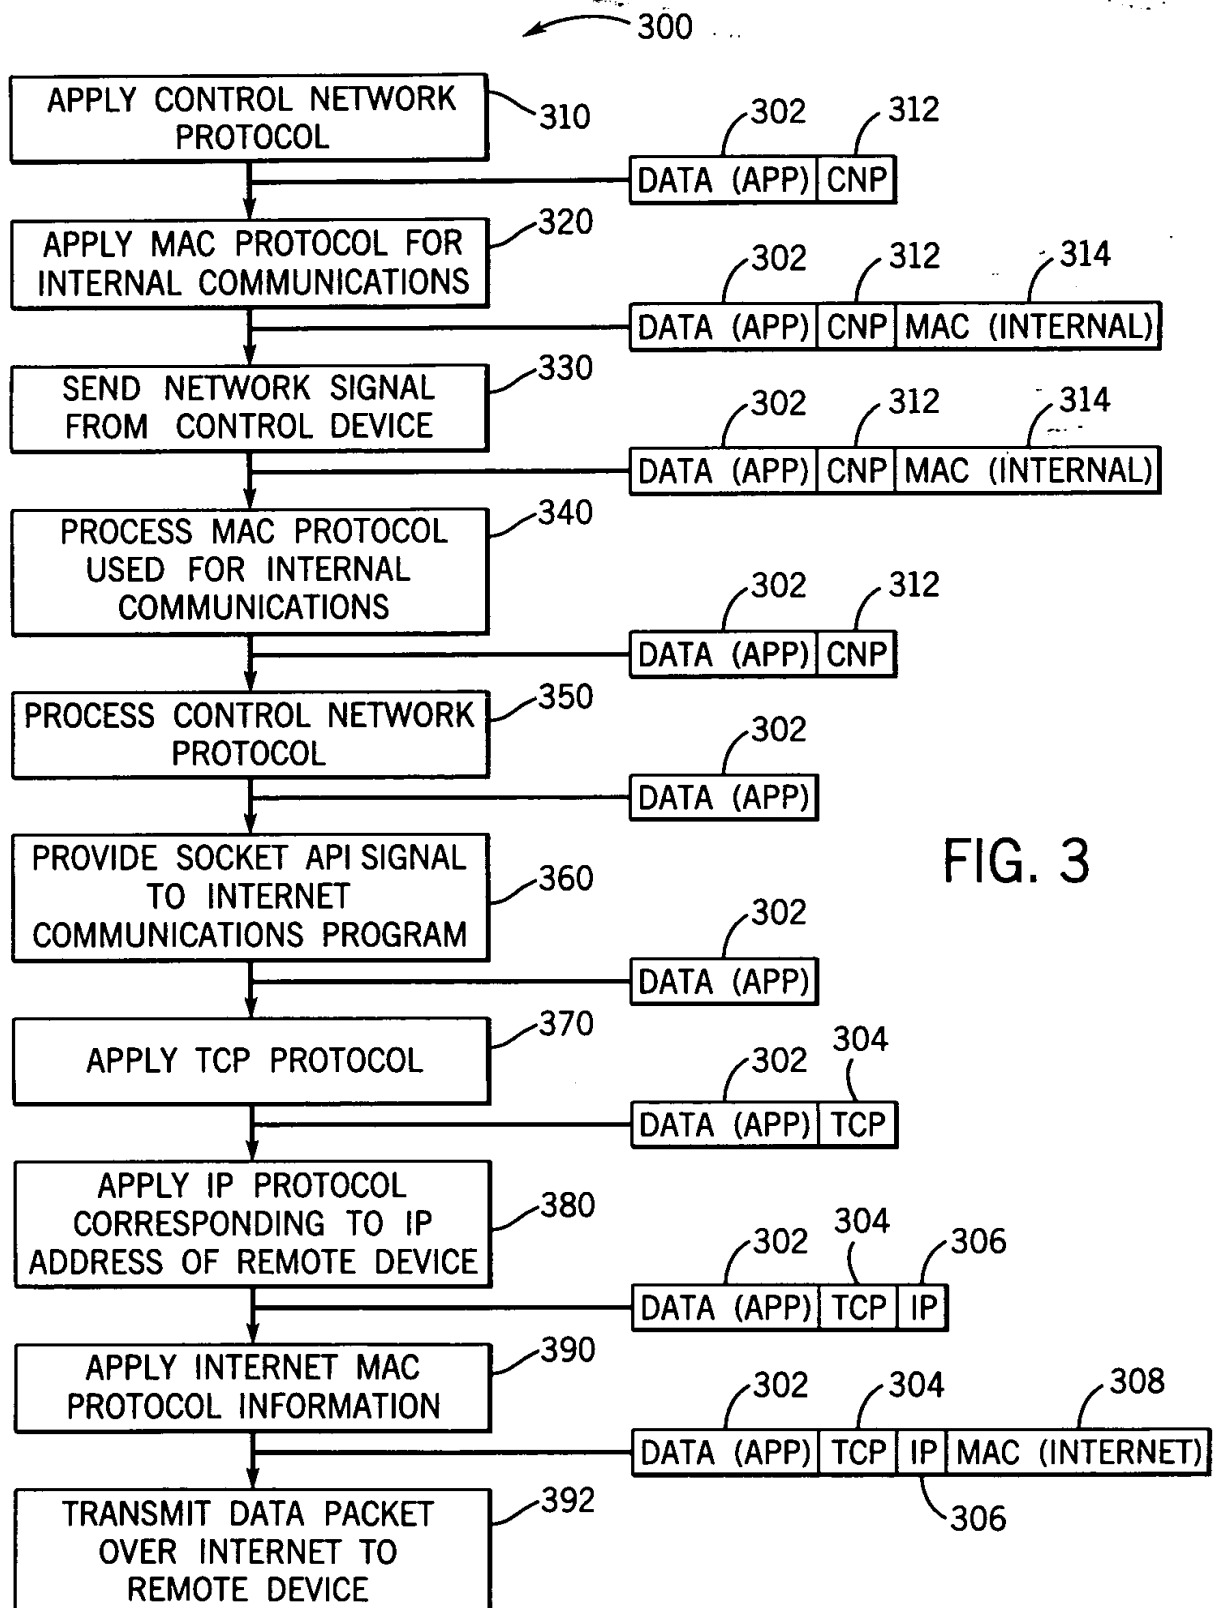 300
APPLY CONTROL NETWORK
PROTOCOL
310
302
312
DATA (APP) CNP
APPLY MAC PROTOCOL FOR
INTERNAL COMMUNICATIONS
320
302
312
314
DATA (APP) CNP MAC (INTERNAL)
SEND NETWORK SIGNAL
FROM CONTROL DEVICE
330
302
312
314
DATA (APP) CNP MAC (INTERNAL)
PROCESS MAC PROTOCOL
USED FOR INTERNAL
COMMUNICATIONS
340
302
312
DATA (APP) CNP
PROCESS CONTROL NETWORK
PROTOCOL
350
302
DATA (APP)
PROVIDE SOCKET API SIGNAL
TO INTERNET
COMMUNICATIONS PROGRAM
360
302
DATA (APP)
FIG. 3
APPLY TCP PROTOCOL
370
302
304
DATA (APP) TCP
APPLY IP PROTOCOL
CORRESPONDING TO IP
ADDRESS OF REMOTE DEVICE
380
302
304
306
DATA (APP) TCP IP
APPLY INTERNET MAC
PROTOCOL INFORMATION
390
302
304
308
DATA (APP) TCP IP MAC (INTERNET)
306
TRANSMIT DATA PACKET
OVER INTERNET TO
REMOTE DEVICE
392